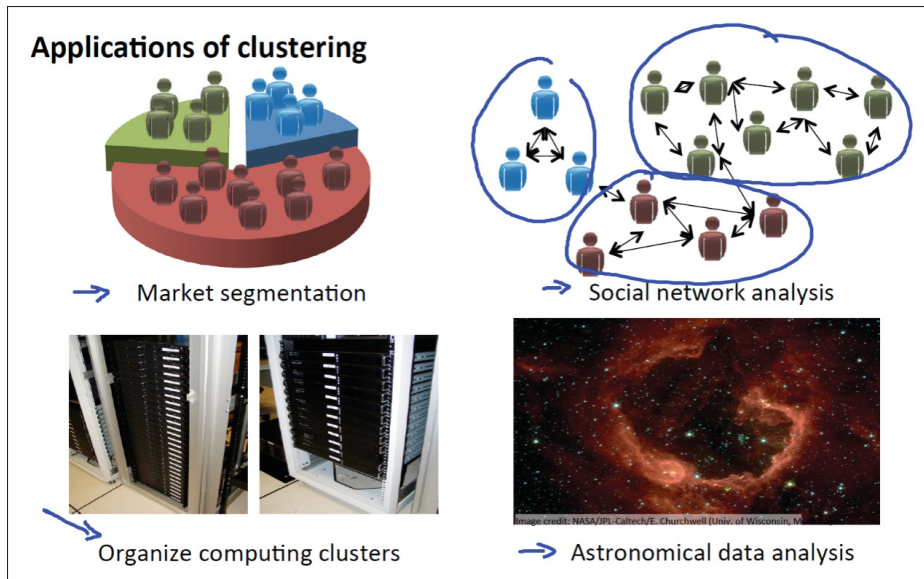 Applications of clustering
Market segmentation
Social network analysis
Image credit: NASA/JPL-Caltech/E. Churchwell (Univ. of Wisconsin,
Organize computing clusters
Astronomical data analysis